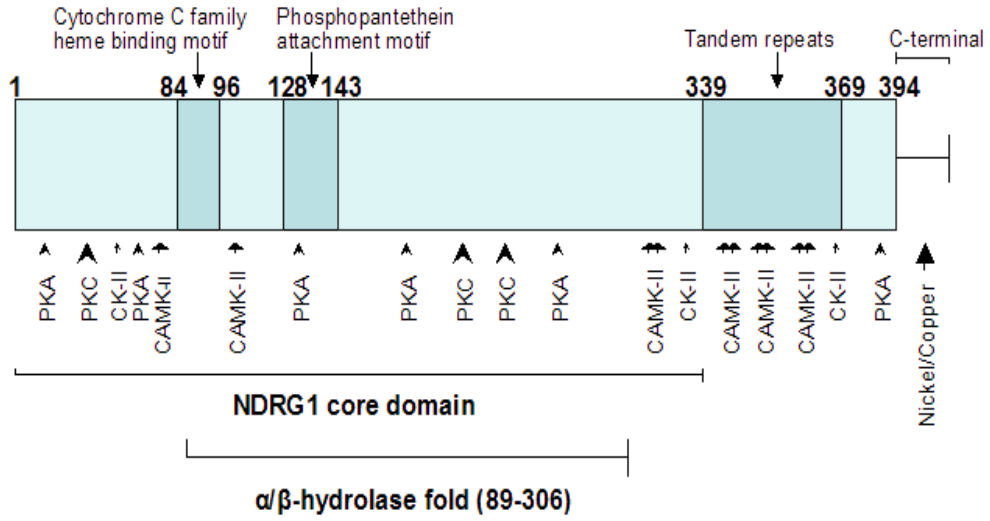 Cytochrome C family
heme binding motif
Phosphopantethein
attachment motif
Tandem repeats
C-terminal
1
84
96
128
143
339
369
394
PKA
PKC
CK-II
PKA
CAMK-II
CAMK-II
PKA
PKA
PKC
PKC
PKA
CAMK-II
CK-II
CAMK-II
CAMK-II
CAMK-II
CK-II
PKA
Nickel/Copper
NDRG1 core domain
α/β-hydrolase fold (89-306)